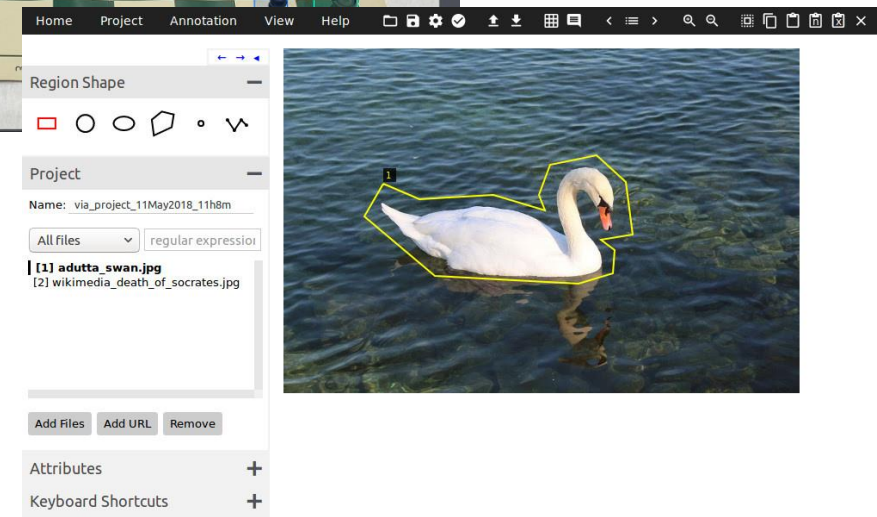 Home Project Annotation View Help
Region Shape
Project
Name: via_project_11May2018_11h8m
All files regular expression
[1] adutta_swan.jpg
[2] wikimedia_death_of_socrates.jpg
Add Files Add URL Remove
Attributes
Keyboard Shortcuts
1